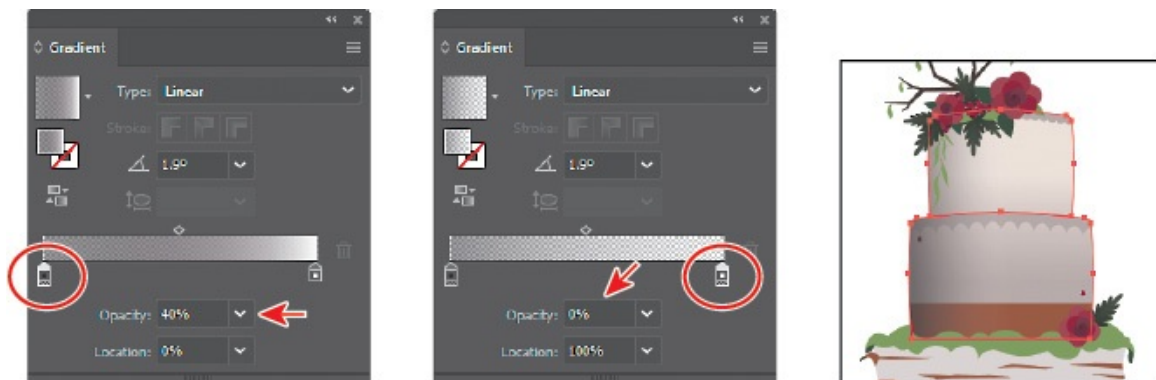 Gradient
Type: Linear
Stroke:
1.9°
Opacity: 40%
Location: 0%
Gradient
Type: Linear
Stroke:
1.9°
Opacity: 0%
Location: 100%